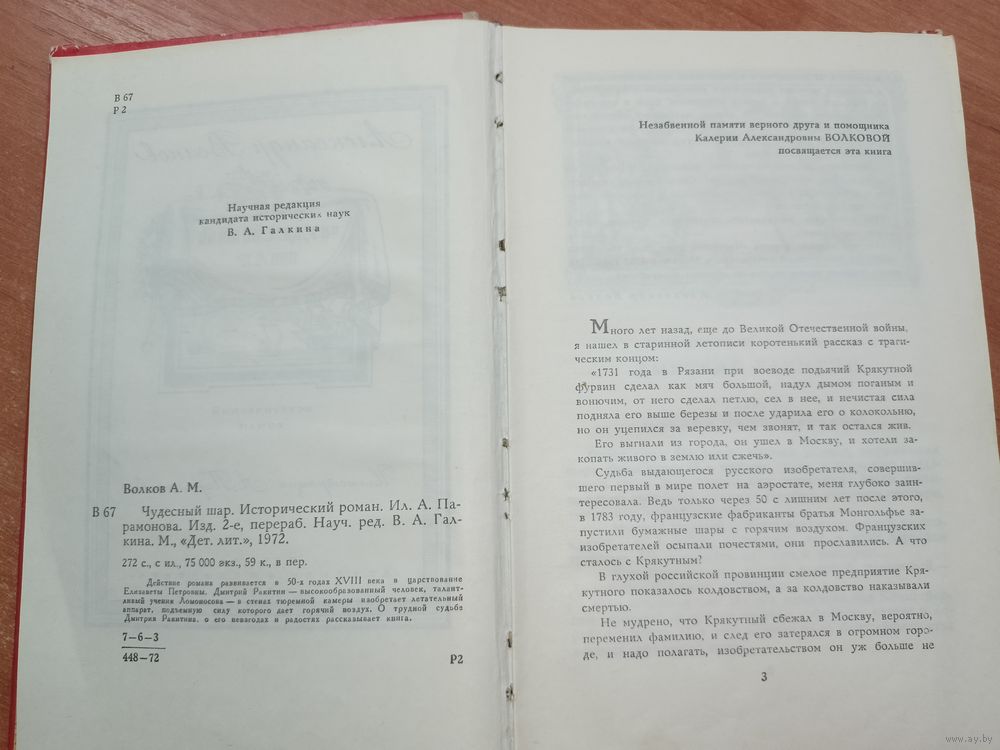 В 67
Р 2
Научная редакция
кандидата исторических наук
В. А. Галкина
Волков А. М.
В 67 Чудесный шар. Исторический роман. Ил. А. Па-
рамонова. Изд. 2-е, перераб. Науч. ред. В. А. Гал-
кина. М., «Дет. лит.», 1972.
272 с., с ил., 75 000 экз., 59 к., в пер.
Действие романа развивается в 50-х годах XVIII века в царствование
Елизаветы Петровны. Дмитрий Ракитин — высокообразованный человек, талант-
ливый ученик Ломоносова — в стенах тюремной камеры изобретает летательный
аппарат, подъемную силу которого дает горячий воздух. О трудной судьбе
Дмитрия Ракитина, о его невзгодах и радостях рассказывает книга.
7—6—3
448—72
Р2
Незабвенной памяти верного друга и помощника
Калерии Александровны ВОЛКОВОЙ
посвящается эта книга
Много лет назад, еще до Великой Отечественной войны,
я нашел в старинной летописи коротенький рассказ с траги-
ческим концом:
«1731 года в Рязани при воеводе подьячий Крякутной
фурвин сделал как мяч большой, надул дымом поганым и
вонючим, от него сделал петлю, сел в нее, и нечистая сила
подняла его выше березы и после ударила его о колокольню,
но он уцепился за веревку, чем звонят, и так остался жив.
Его выгнали из города, он ушел в Москву, и хотели за-
копать живого в землю или сжечь».
Судьба выдающегося русского изобретателя, совершив-
шего первый в мире полет на аэростате, меня глубоко заин-
тересовала. Ведь только через 50 с лишним лет после этого,
в 1783 году, французские фабриканты братья Монгольфье за-
пустили бумажные шары с горячим воздухом. Французских
изобретателей осыпали почестями, они прославились. А что
сталось с Крякутным?
В глухой российской провинции смелое предприятие Кря-
кутного показалось колдовством, а за колдовство наказывали
смертью.
Не мудрено, что Крякутный сбежал в Москву, вероятно,
переменил фамилию, и след его затерялся в огромном горо-
де, и надо полагать, изобретательством он уж больше не
3
www.ay.by